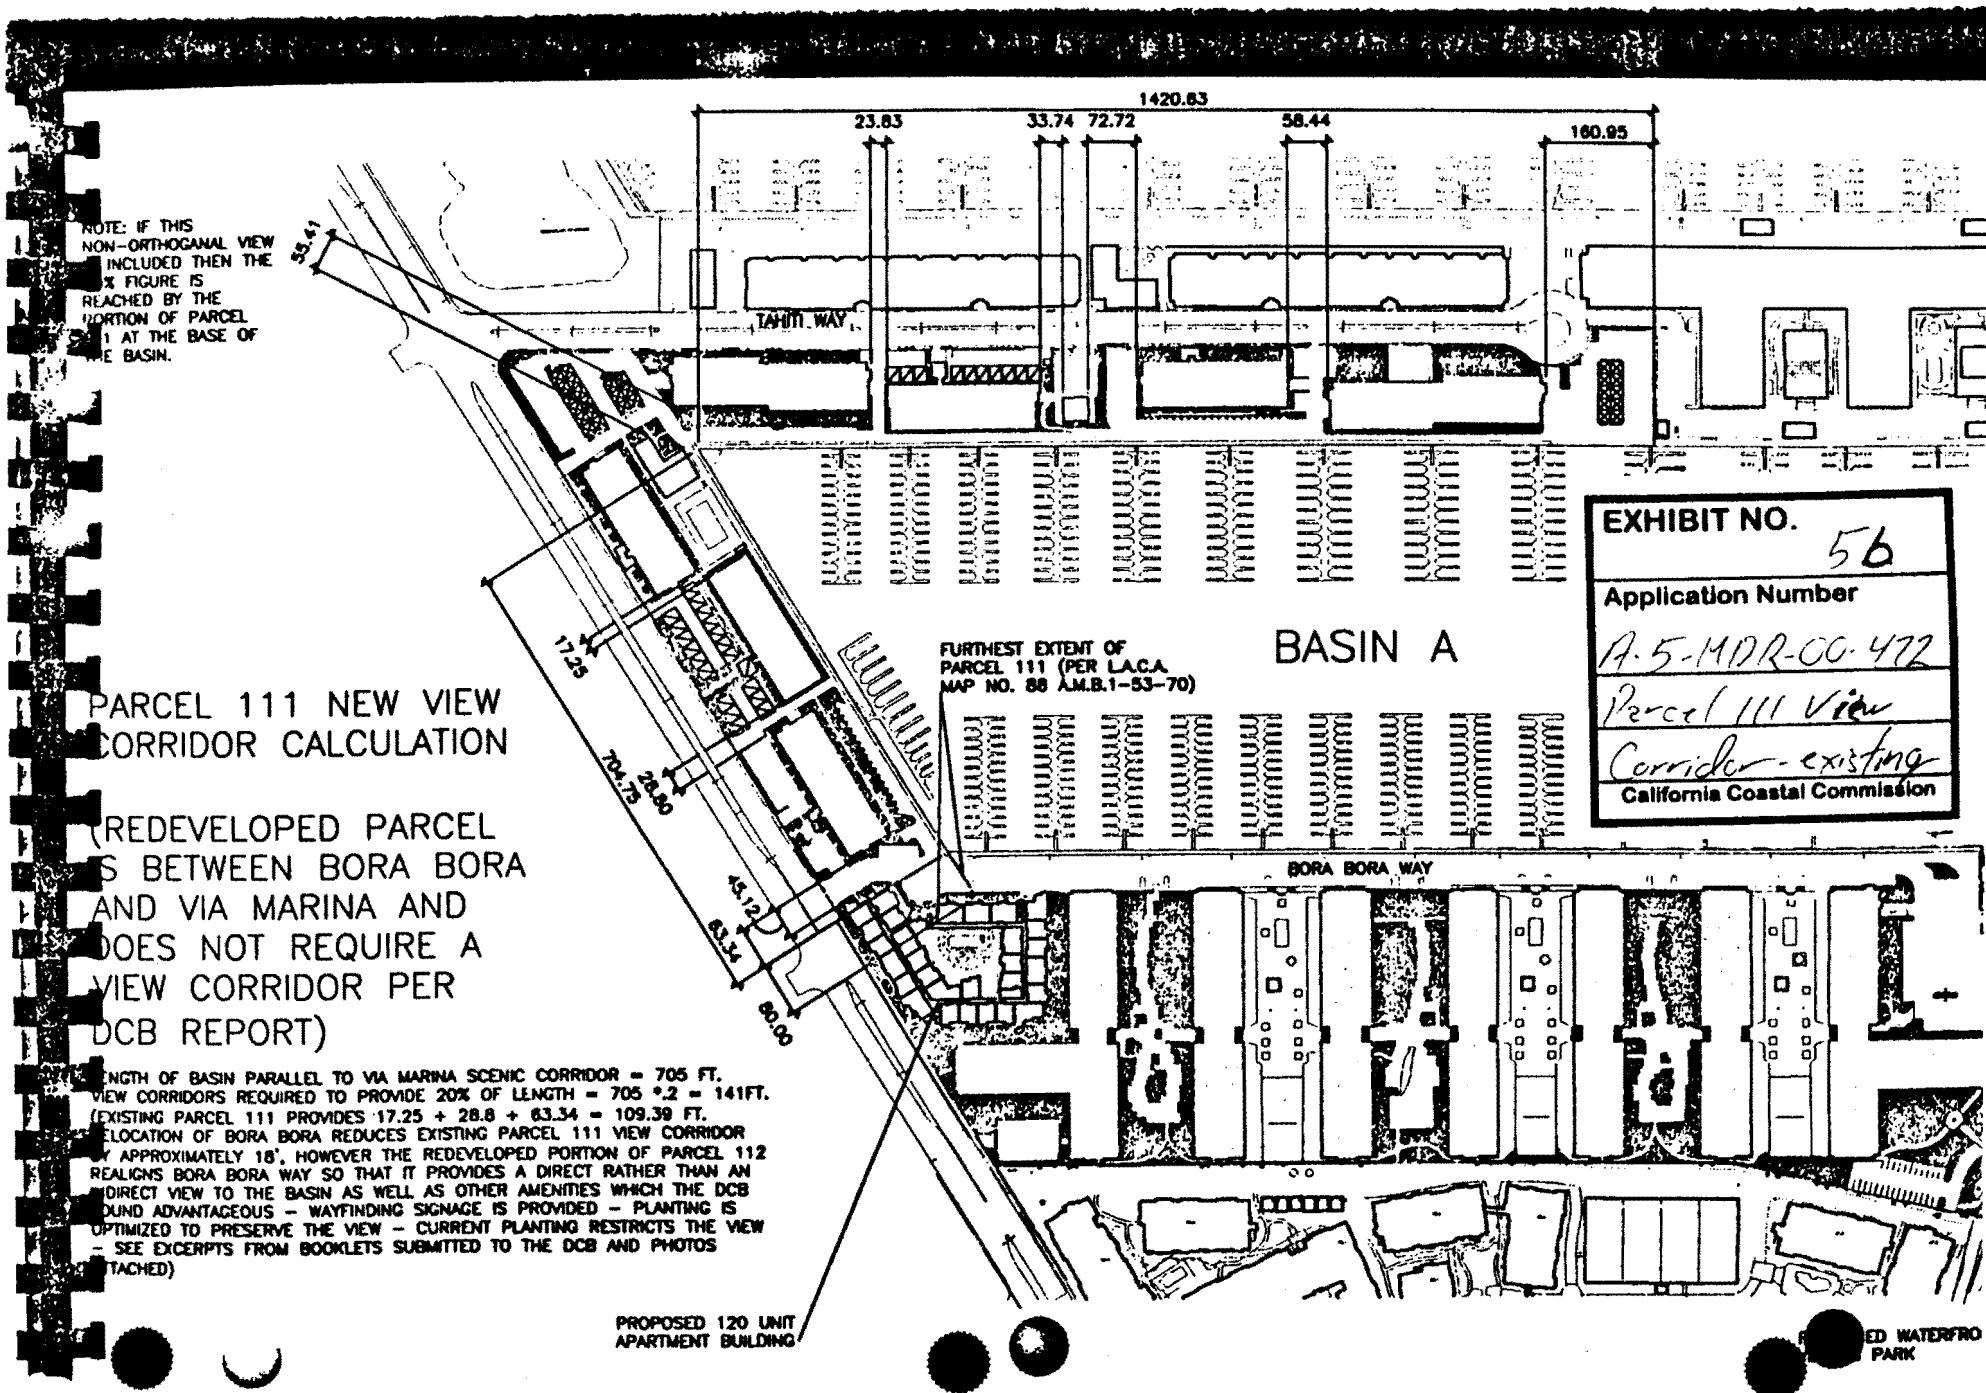 1420.63
23.83
33.74 72.72
58.44
160.95
NOTE: IF THIS
NON-ORTHOGANAL VIEW
INCLUDED THEN THE
FIGURE IS
REACHED BY THE
PORTION OF PARCEL
AT THE BASE OF
BASIN.
55.41
TAHITI WAY
EXHIBIT NO.
5b
Application Number
A-5-MDR-00-472
Parcel 111 View
Corridor - existing
California Coastal Commission
BASIN A
FURTHEST EXTENT OF
PARCEL 111 (PER L.A.C.A.
MAP NO. 88 A.M.B.1-53-70)
17.25
704.75
28.80
45.12
63.34
80.00
BORA BORA WAY
PARCEL 111 NEW VIEW
CORRIDOR CALCULATION
(REDEVELOPED PARCEL
IS BETWEEN BORA BORA
AND VIA MARINA AND
DOES NOT REQUIRE A
VIEW CORRIDOR PER
DCB REPORT)
LENGTH OF BASIN PARALLEL TO VIA MARINA SCENIC CORRIDOR = 705 FT.
VIEW CORRIDORS REQUIRED TO PROVIDE 20% OF LENGTH = 705 *.2 = 141FT.
(EXISTING PARCEL 111 PROVIDES 17.25 + 28.8 + 63.34 = 109.39 FT.
RELOCATION OF BORA BORA REDUCES EXISTING PARCEL 111 VIEW CORRIDOR
BY APPROXIMATELY 18', HOWEVER THE REDEVELOPED PORTION OF PARCEL 112
REALIGNS BORA BORA WAY SO THAT IT PROVIDES A DIRECT RATHER THAN AN
INDIRECT VIEW TO THE BASIN AS WELL AS OTHER AMENITIES WHICH THE DCB
FOUND ADVANTAGEOUS - WAYFINDING SIGNAGE IS PROVIDED - PLANTING IS
OPTIMIZED TO PRESERVE THE VIEW - CURRENT PLANTING RESTRICTS THE VIEW
- SEE EXCERPTS FROM BOOKLETS SUBMITTED TO THE DCB AND PHOTOS
ATTACHED)
PROPOSED 120 UNIT
APARTMENT BUILDING
ED WATERFRO
PARK